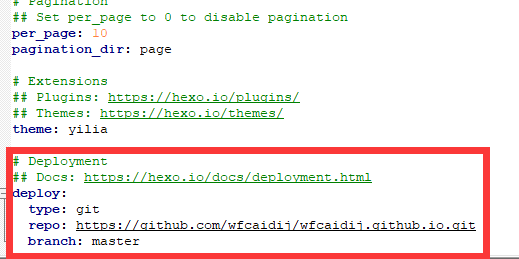 # Pagination
## Set per_page to 0 to disable pagination
per_page: 10
pagination_dir: page
# Extensions
## Plugins: https://hexo.io/plugins/
## Themes: https://hexo.io/themes/
theme: yilia
# Deployment
## Docs: https://hexo.io/docs/deployment.html
deploy:
  type: git
  repo: https://github.com/wfcaidij/wfcaidij.github.io.git
  branch: master